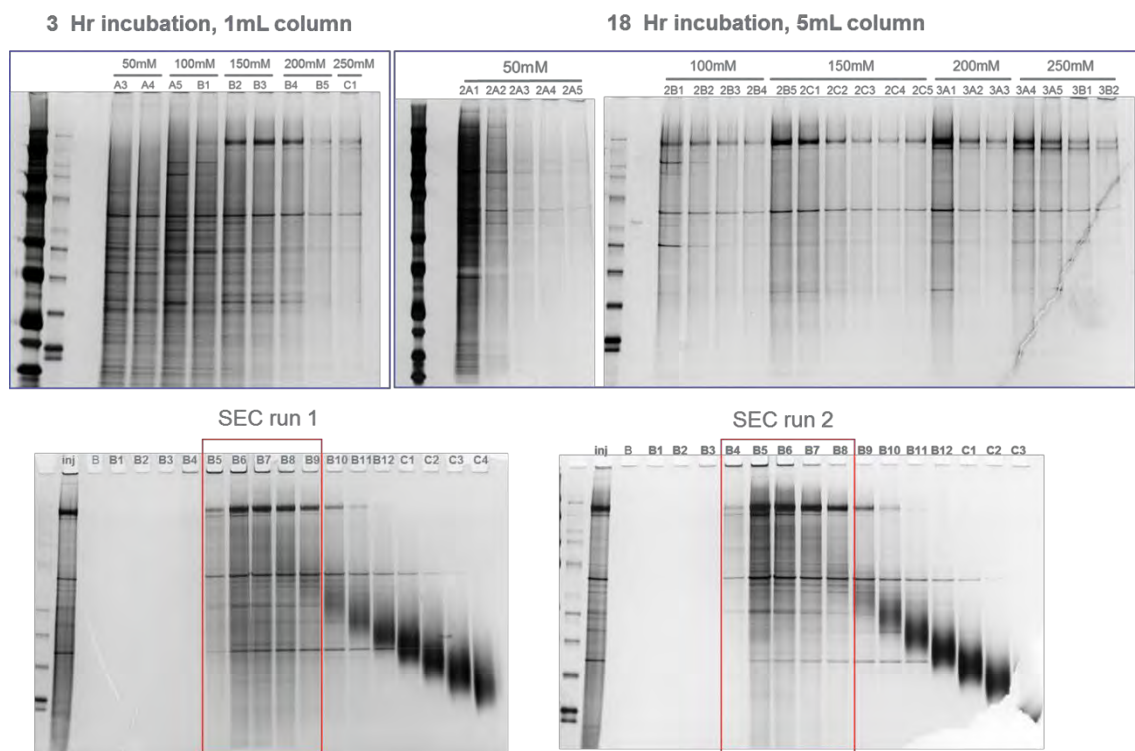 3 Hr incubation, 1mL column
18 Hr incubation, 5mL column
50mM 100mM 150mM 200mM 250mM
A3 A4 A5 B1 B2 B3 B4 B5 C1
50mM
2A1 2A2 2A3 2A4 2A5
100mM 150mM 200mM 250mM
2B1 2B2 2B3 2B4 2B5 2C1 2C2 2C3 2C4 2C5 3A1 3A2 3A3 3A4 3A5 3B1 3B2
SEC run 1
inj B B1 B2 B3 B4 B5 B6 B7 B8 B9 B10 B11 B12 C1 C2 C3 C4
SEC run 2
inj B B1 B2 B3 B4 B5 B6 B7 B8 B9 B10 B11 B12 C1 C2 C3